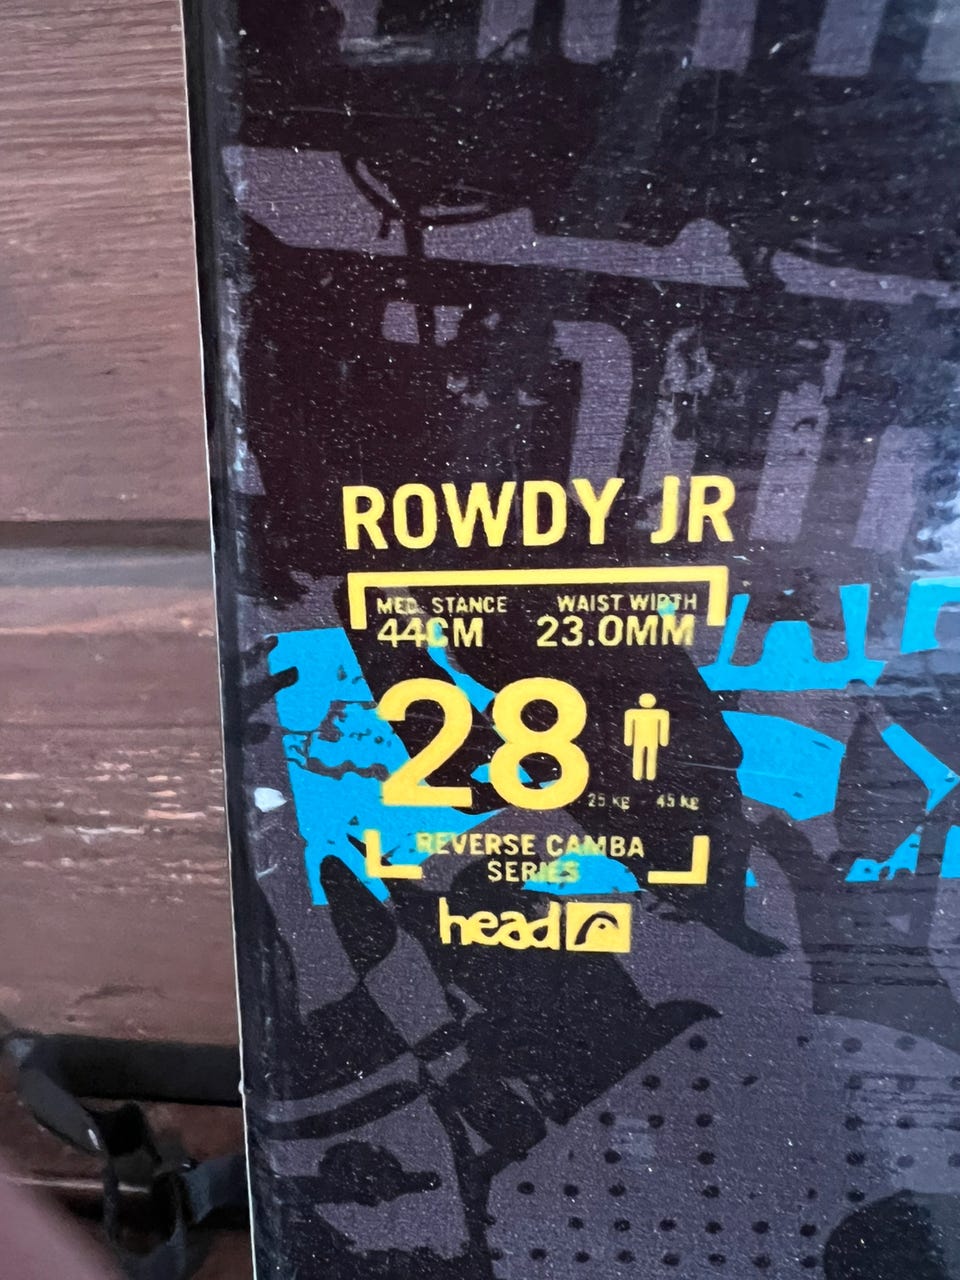 ROWDY JR
MED. STANCE WAIST WIDTH
44CM 23.0MM
28
25 KG 45 KG
REVERSE CAMBA
SERIES
head